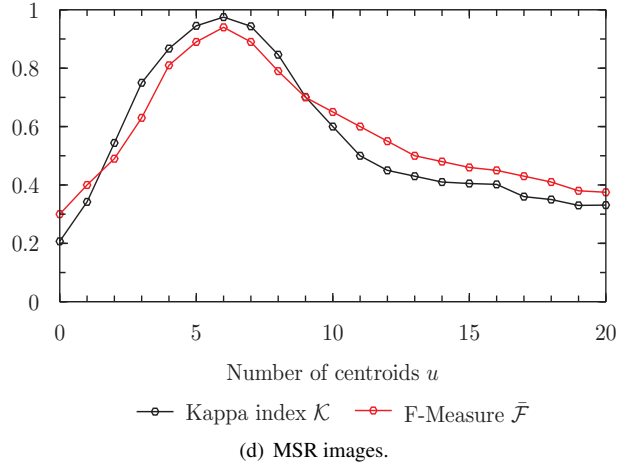 1
0.8
0.6
0.4
0.2
0
0 5 10 15 20
Number of centroids u
Kappa index 𝒦 F-Measure ℱ̄
(d) MSR images.